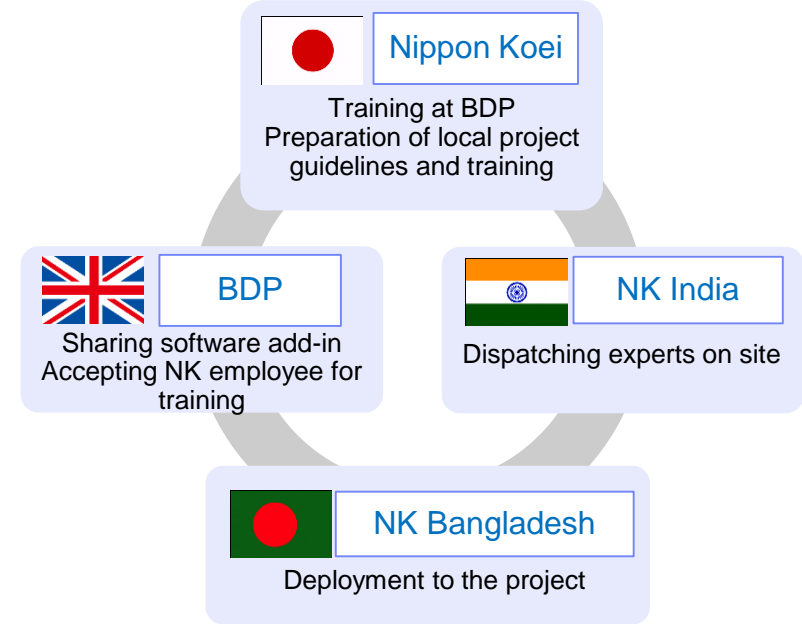 Nippon Koei
Training at BDP
Preparation of local project
guidelines and training
BDP
Sharing software add-in
Accepting NK employee for
training
NK India
Dispatching experts on site
NK Bangladesh
Deployment to the project